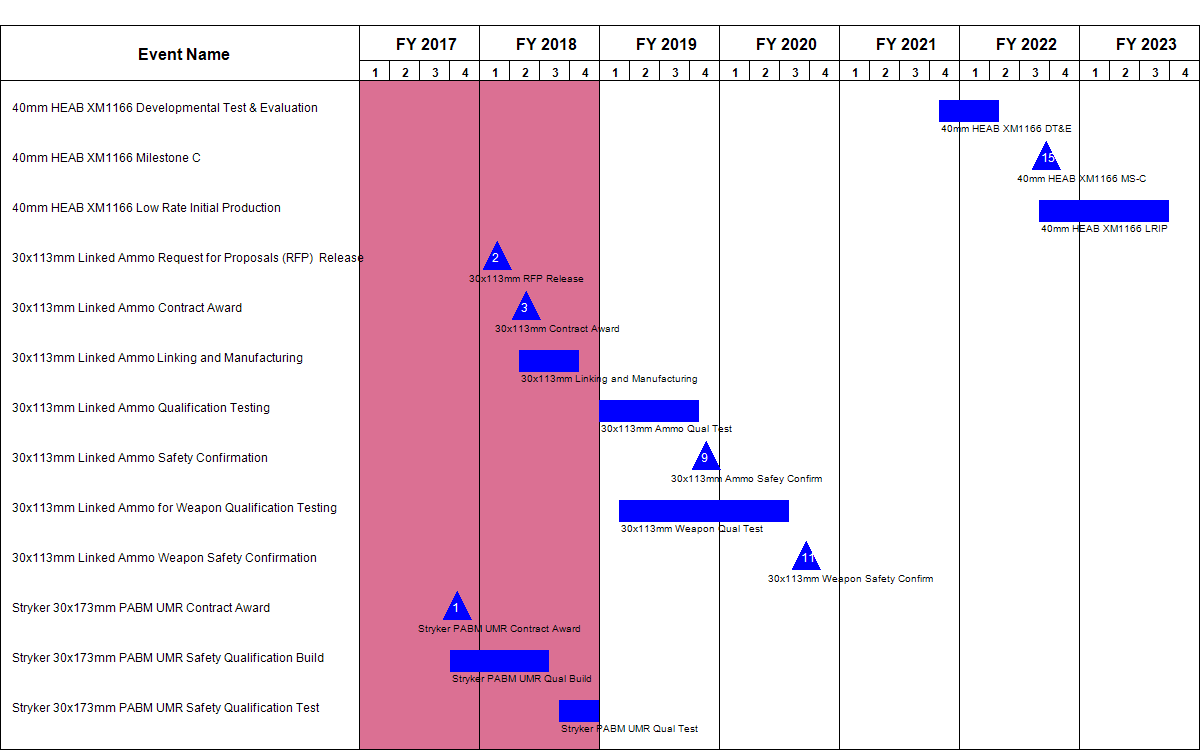 Event Name FY 2017 FY 2018 FY 2019 FY 2020 FY 2021 FY 2022 FY 2023
1 2 3 4 1 2 3 4 1 2 3 4 1 2 3 4 1 2 3 4 1 2 3 4 1 2 3 4
40mm HEAB XM1166 Developmental Test & Evaluation
40mm HEAB XM1166 DT&E
40mm HEAB XM1166 Milestone C 15
40mm HEAB XM1166 MS-C
40mm HEAB XM1166 Low Rate Initial Production
40mm HEAB XM1166 LRIP
30x113mm Linked Ammo Request for Proposals (RFP) Release 2
30x113mm RFP Release
30x113mm Linked Ammo Contract Award 3
30x113mm Contract Award
30x113mm Linked Ammo Linking and Manufacturing
30x113mm Linking and Manufacturing
30x113mm Linked Ammo Qualification Testing
30x113mm Ammo Qual Test
30x113mm Linked Ammo Safety Confirmation 9
30x113mm Ammo Safey Confirm
30x113mm Linked Ammo for Weapon Qualification Testing
30x113mm Weapon Qual Test
30x113mm Linked Ammo Weapon Safety Confirmation 11
30x113mm Weapon Safety Confirm
Stryker 30x173mm PABM UMR Contract Award 1
Stryker PABM UMR Contract Award
Stryker 30x173mm PABM UMR Safety Qualification Build
Stryker PABM UMR Qual Build
Stryker 30x173mm PABM UMR Safety Qualification Test
Stryker PABM UMR Qual Test